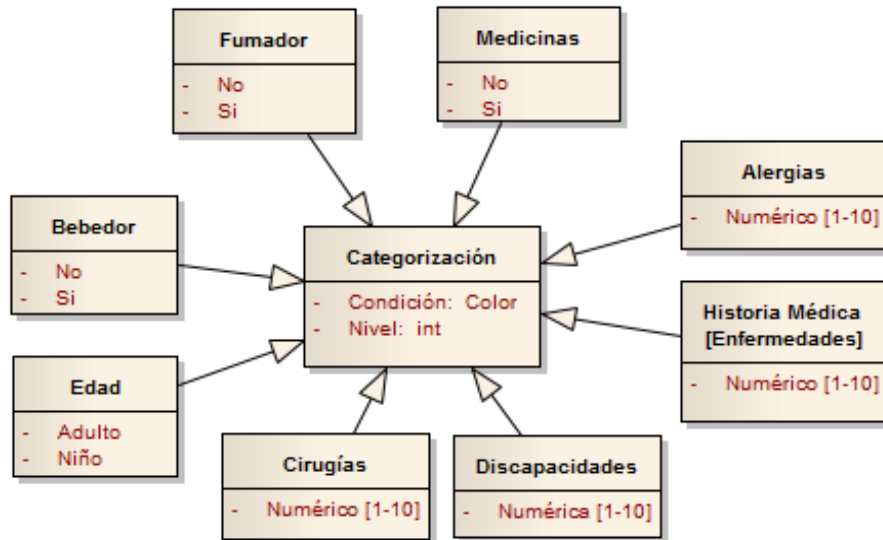 Fumador
- No
- Si
Medicinas
- No
- Si
Alergias
- Numérico [1-10]
Bebedor
- No
- Si
Categorización
- Condición: Color
- Nivel: int
Historia Médica
[Enfermedades]
- Numérico [1-10]
Edad
- Adulto
- Niño
Cirugías
- Numérico [1-10]
Discapacidades
- Numérica [1-10]